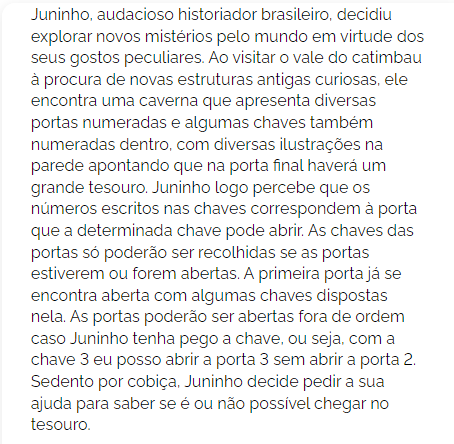 Juninho, audacioso historiador brasileiro, decidiu
explorar novos mistérios pelo mundo em virtude dos
seus gostos peculiares. Ao visitar o vale do catimbau
à procura de novas estruturas antigas curiosas, ele
encontra uma caverna que apresenta diversas
portas numeradas e algumas chaves também
numeradas dentro, com diversas ilustrações na
parede apontando que na porta final haverá um
grande tesouro. Juninho logo percebe que os
números escritos nas chaves correspondem à porta
que a determinada chave pode abrir. As chaves das
portas só poderão ser recolhidas se as portas
estiverem ou forem abertas. A primeira porta já se
encontra aberta com algumas chaves dispostas
nela. As portas poderão ser abertas fora de ordem
caso Juninho tenha pego a chave, ou seja, com a
chave 3 eu posso abrir a porta 3 sem abrir a porta 2.
Sedento por cobiça, Juninho decide pedir a sua
ajuda para saber se é ou não possível chegar no
tesouro.